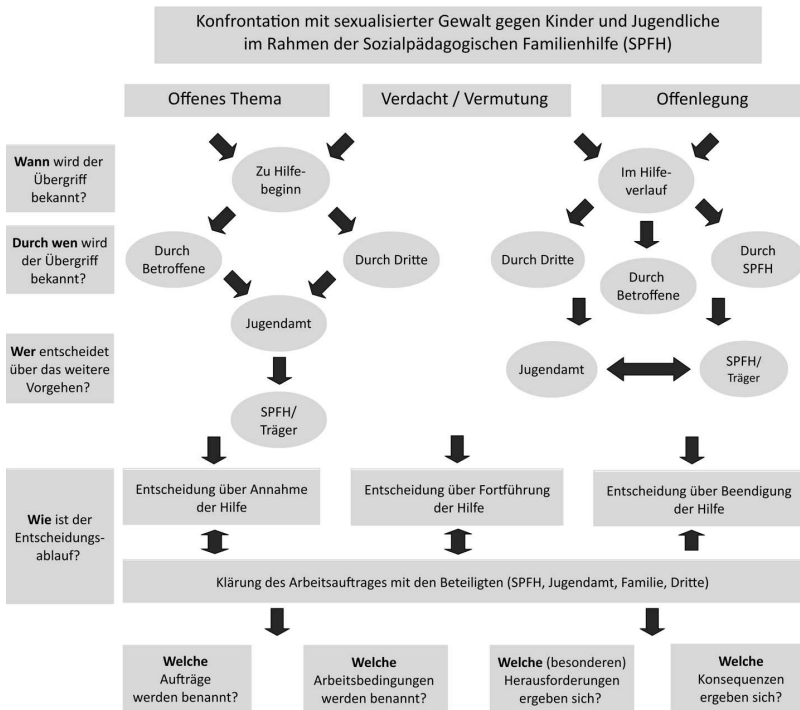 Konfrontation mit sexualisierter Gewalt gegen Kinder und Jugendliche
im Rahmen der Sozialpädagogischen Familienhilfe (SPFH)
Offenes Thema
Verdacht / Vermutung
Offenlegung
Wann wird der
Übergriff
bekannt?
Zu Hilfe-
beginn
Im Hilfe-
verlauf
Durch wen wird
der Übergriff
bekannt?
Durch
Betroffene
Durch Dritte
Durch Dritte
Durch
Betroffene
Durch
SPFH
Jugendamt
Wer entscheidet
über das weitere
Vorgehen?
Jugendamt
SPFH/
Träger
SPFH/
Träger
Wie ist der
Entscheidungs-
ablauf?
Entscheidung über Annahme
der Hilfe
Entscheidung über Fortführung
der Hilfe
Entscheidung über Beendigung
der Hilfe
Klärung des Arbeitsauftrages mit den Beteiligten (SPFH, Jugendamt, Familie, Dritte)
Welche
Aufträge
werden benannt?
Welche
Arbeitsbedingungen
werden benannt?
Welche (besonderen)
Herausforderungen
ergeben sich?
Welche
Konsequenzen
ergeben sich?